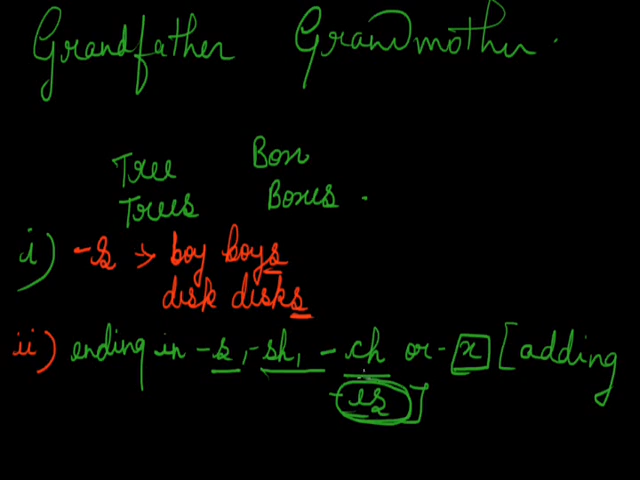 Grandfather Grandmother.
Tree Box
Trees Boxes.
i) -s → boy boys
disk disks
ii) ending in -s, -sh, -ch or -x [adding
-es]